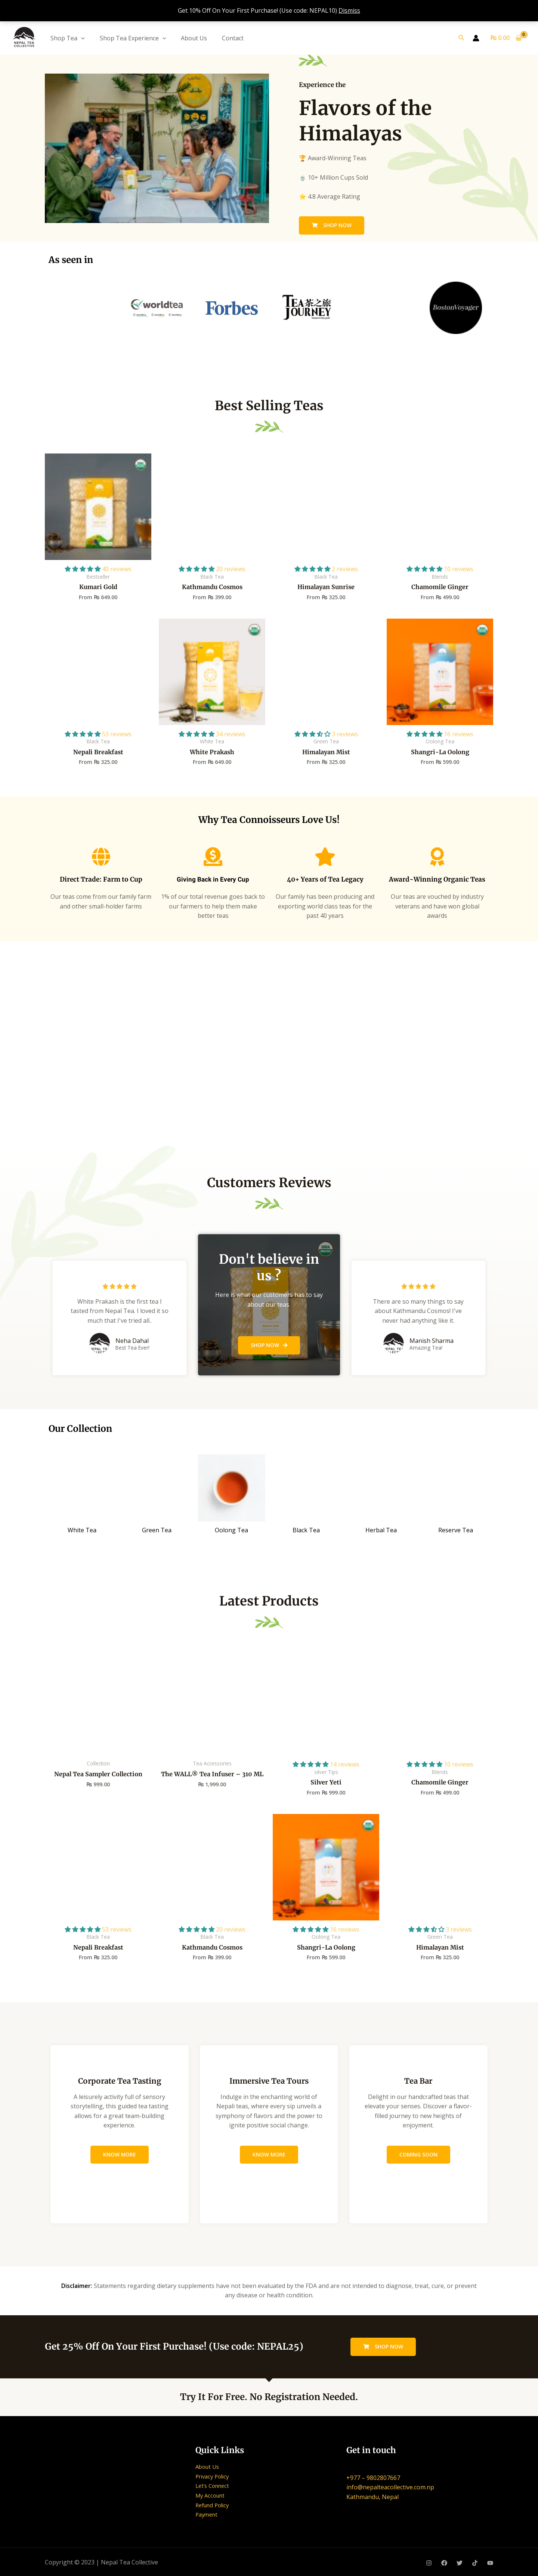 Get 10% Off On Your First Purchase! (Use code: NEPAL10) Dismiss
NEPAL TEA
COLLECTIVE
Shop Tea
Shop Tea Experience
About Us
Contact
₨ 0.00
0
Experience the
Flavors of the
Himalayas
🏆 Award-Winning Teas
🍵 10+ Million Cups Sold
⭐ 4.8 Average Rating
SHOP NOW
As seen in
worldtea
Forbes
TEA茶之旅
JOURNEY
BostonVoyager
Best Selling Teas
40 reviews
20 reviews
2 reviews
10 reviews
Bestseller
Black Tea
Black Tea
Blends
Kumari Gold
Kathmandu Cosmos
Himalayan Sunrise
Chamomile Ginger
From ₨ 649.00
From ₨ 399.00
From ₨ 325.00
From ₨ 499.00
53 reviews
34 reviews
3 reviews
16 reviews
Black Tea
White Tea
Green Tea
Oolong Tea
Nepali Breakfast
White Prakash
Himalayan Mist
Shangri-La Oolong
From ₨ 325.00
From ₨ 649.00
From ₨ 325.00
From ₨ 599.00
Why Tea Connoisseurs Love Us!
Direct Trade: Farm to Cup
Our teas come from our family farm
and other small-holder farms
Giving Back in Every Cup
1% of our total revenue goes back to
our farmers to help them make
better teas
40+ Years of Tea Legacy
Our family has been producing and
exporting world class teas for the
past 40 years
Award-Winning Organic Teas
Our teas are vouched by industry
veterans and have won global
awards
Customers Reviews
White Prakash is the first tea I
tasted from Nepal Tea. I loved it so
much that I've tried all..
Neha Dahal
Best Tea Ever!
Don't believe in
us ?
Here is what our customers has to say
about our teas
SHOP NOW
There are so many things to say
about Kathmandu Cosmos! I've
never had anything like it.
Manish Sharma
Amazing Tea!
Our Collection
White Tea
Green Tea
Oolong Tea
Black Tea
Herbal Tea
Reserve Tea
Latest Products
Collection
Nepal Tea Sampler Collection
₨ 999.00
Tea Accessories
The WALL® Tea Infuser – 310 ML
₨ 1,999.00
14 reviews
silver Tips
Silver Yeti
From ₨ 999.00
10 reviews
Blends
Chamomile Ginger
From ₨ 499.00
53 reviews
20 reviews
16 reviews
3 reviews
Black Tea
Black Tea
Oolong Tea
Green Tea
Nepali Breakfast
Kathmandu Cosmos
Shangri-La Oolong
Himalayan Mist
From ₨ 325.00
From ₨ 399.00
From ₨ 599.00
From ₨ 325.00
Corporate Tea Tasting
A leisurely activity full of sensory
storytelling, this guided tea tasting
allows for a great team-building
experience.
KNOW MORE
Immersive Tea Tours
Indulge in the enchanting world of
Nepali teas, where every sip unveils a
symphony of flavors and the power to
ignite positive social change.
KNOW MORE
Tea Bar
Delight in our handcrafted teas that
elevate your senses. Discover a flavor-
filled journey to new heights of
enjoyment.
COMING SOON
Disclaimer: Statements regarding dietary supplements have not been evaluated by the FDA and are not intended to diagnose, treat, cure, or prevent
any disease or health condition.
Get 25% Off On Your First Purchase! (Use code: NEPAL25)
SHOP NOW
Try It For Free. No Registration Needed.
Quick Links
About Us
Privacy Policy
Let's Connect
My Account
Refund Policy
Payment
Get in touch
+977 – 9802807667
info@nepalteacollective.com.np
Kathmandu, Nepal
Copyright © 2023 | Nepal Tea Collective